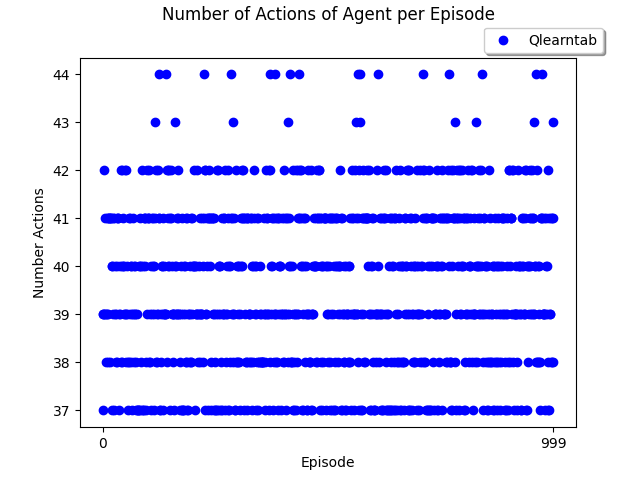 Number of Actions of Agent per Episode
Qlearntab
44
43
42
41
40
39
38
37
Number Actions
0
999
Episode